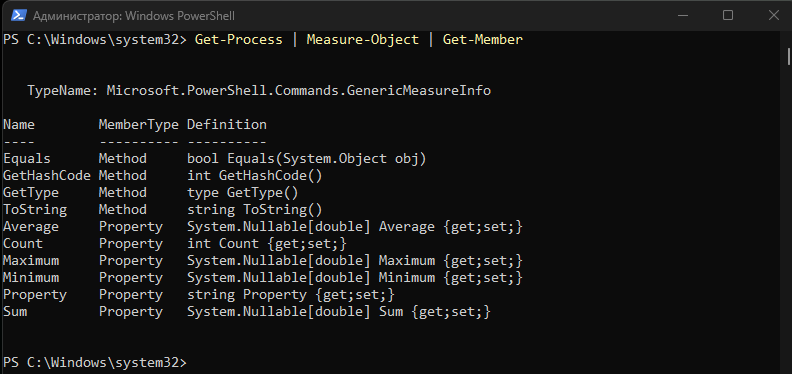 Администратор: Windows PowerShell
PS C:\Windows\system32> Get-Process | Measure-Object | Get-Member
TypeName: Microsoft.PowerShell.Commands.GenericMeasureInfo
Name MemberType Definition
---- ---------- ----------
Equals Method bool Equals(System.Object obj)
GetHashCode Method int GetHashCode()
GetType Method type GetType()
ToString Method string ToString()
Average Property System.Nullable[double] Average {get;set;}
Count Property int Count {get;set;}
Maximum Property System.Nullable[double] Maximum {get;set;}
Minimum Property System.Nullable[double] Minimum {get;set;}
Property Property string Property {get;set;}
Sum Property System.Nullable[double] Sum {get;set;}
PS C:\Windows\system32>